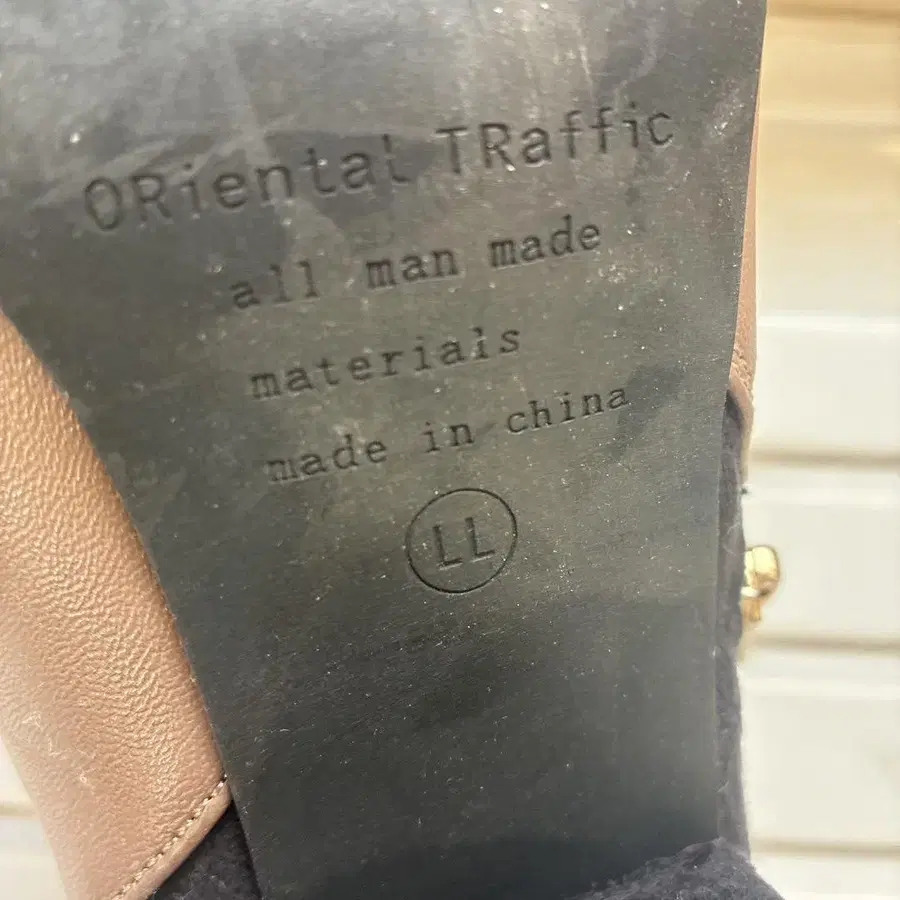 ORiental TRaffic
all man made
materials
made in china
LL